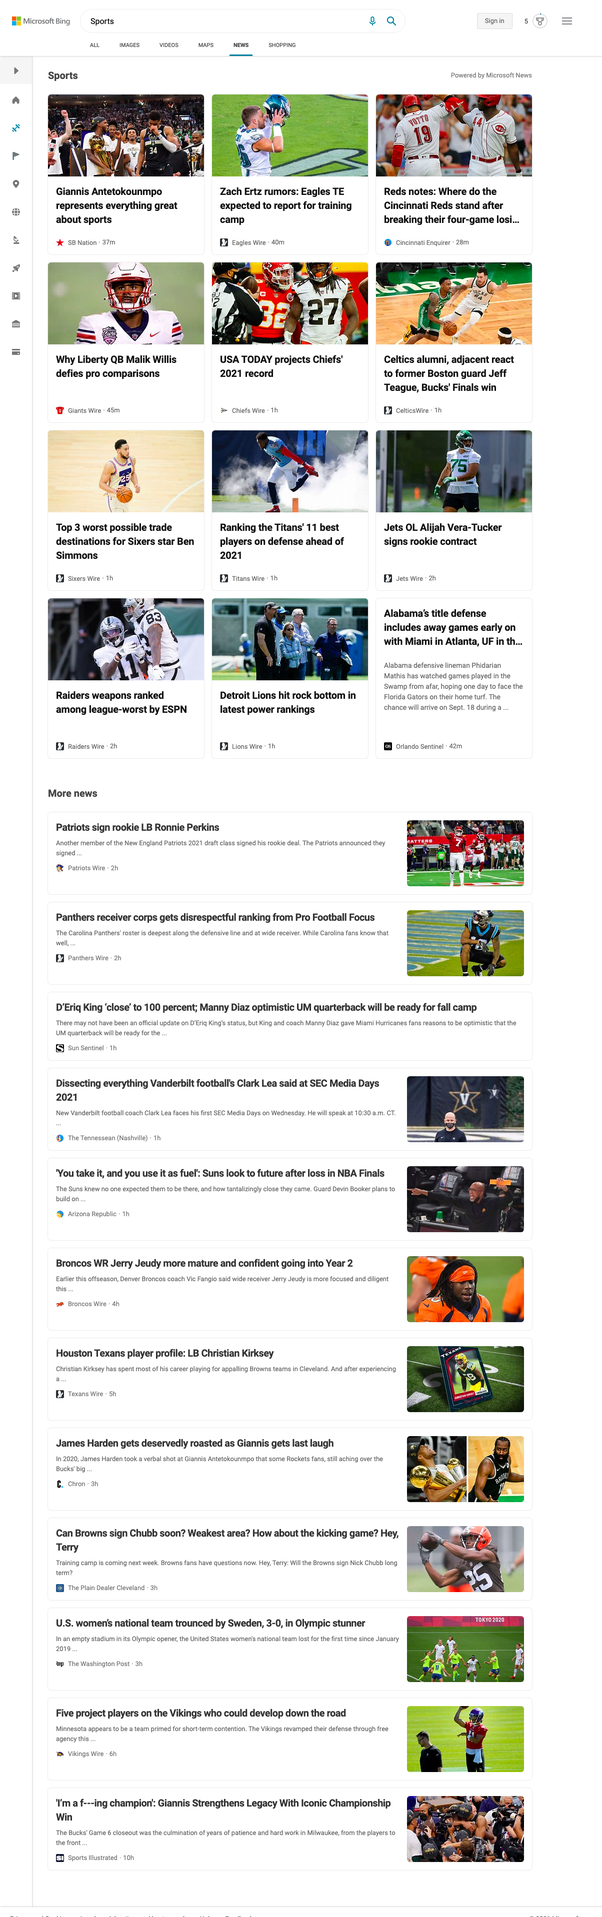 Microsoft Bing
Sports
Sign in
5
ALL
IMAGES
VIDEOS
MAPS
NEWS
SHOPPING
Sports
Powered by Microsoft News
Giannis Antetokounmpo
represents everything great
about sports
SB Nation · 37m
Zach Ertz rumors: Eagles TE
expected to report for training
camp
Eagles Wire · 40m
Reds notes: Where do the
Cincinnati Reds stand after
breaking their four-game losi...
Cincinnati Enquirer · 28m
Why Liberty QB Malik Willis
defies pro comparisons
Giants Wire · 45m
USA TODAY projects Chiefs'
2021 record
Chiefs Wire · 1h
Celtics alumni, adjacent react
to former Boston guard Jeff
Teague, Bucks' Finals win
CelticsWire · 1h
Top 3 worst possible trade
destinations for Sixers star Ben
Simmons
Sixers Wire · 1h
Ranking the Titans' 11 best
players on defense ahead of
2021
Titans Wire · 1h
Jets OL Alijah Vera-Tucker
signs rookie contract
Jets Wire · 2h
Raiders weapons ranked
among league-worst by ESPN
Raiders Wire · 2h
Detroit Lions hit rock bottom in
latest power rankings
Lions Wire · 1h
Alabama's title defense
includes away games early on
with Miami in Atlanta, UF in th...
Alabama defensive lineman Phidarian
Mathis has watched games played in the
Swamp from afar, hoping one day to face the
Florida Gators on their home turf. The
chance will arrive on Sept. 18 during a ...
Orlando Sentinel · 42m
More news
Patriots sign rookie LB Ronnie Perkins
Another member of the New England Patriots 2021 draft class signed his rookie deal. The Patriots announced they
signed ...
Patriots Wire · 2h
Panthers receiver corps gets disrespectful ranking from Pro Football Focus
The Carolina Panthers' roster is deepest along the defensive line and at wide receiver. While Carolina fans know that
well, ...
Panthers Wire · 2h
D'Eriq King 'close' to 100 percent; Manny Diaz optimistic UM quarterback will be ready for fall camp
There may not have been an official update on D'Eriq King's status, but King and coach Manny Diaz gave Miami Hurricanes fans reasons to be optimistic that the
UM quarterback will be ready for the ...
Sun Sentinel · 1h
Dissecting everything Vanderbilt football's Clark Lea said at SEC Media Days
2021
New Vanderbilt football coach Clark Lea faces his first SEC Media Days on Wednesday. He will speak at 10:30 a.m. CT.
...
The Tennessean (Nashville) · 1h
'You take it, and you use it as fuel': Suns look to future after loss in NBA Finals
The Suns knew no one expected them to be there, and how tantalizingly close they came. Guard Devin Booker plans to
build on ...
Arizona Republic · 1h
Broncos WR Jerry Jeudy more mature and confident going into Year 2
Earlier this offseason, Denver Broncos coach Vic Fangio said wide receiver Jerry Jeudy is more focused and diligent
this ...
Broncos Wire · 4h
Houston Texans player profile: LB Christian Kirksey
Christian Kirksey has spent most of his career playing for appalling Browns teams in Cleveland. And after experiencing
a ...
Texans Wire · 5h
James Harden gets deservedly roasted as Giannis gets last laugh
In 2020, James Harden took a verbal shot at Giannis Antetokounmpo that some Rockets fans, still aching over the
Bucks' big ...
Chron · 3h
Can Browns sign Chubb soon? Weakest area? How about the kicking game? Hey,
Terry
Training camp is coming next week. Browns fans have questions now. Hey, Terry: Will the Browns sign Nick Chubb long
term?
The Plain Dealer Cleveland · 3h
U.S. women's national team trounced by Sweden, 3-0, in Olympic stunner
In an empty stadium in its Olympic opener, the United States women's national team lost for the first time since January
2019 ...
The Washington Post · 3h
TOKYO 2020
Five project players on the Vikings who could develop down the road
Minnesota appears to be a team primed for short-term contention. The Vikings revamped their defense through free
agency this ...
Vikings Wire · 6h
'I'm a f---ing champion': Giannis Strengthens Legacy With Iconic Championship
Win
The Bucks' Game 6 closeout was the culmination of years of patience and hard work in Milwaukee, from the players to
the front ...
Sports Illustrated · 10h